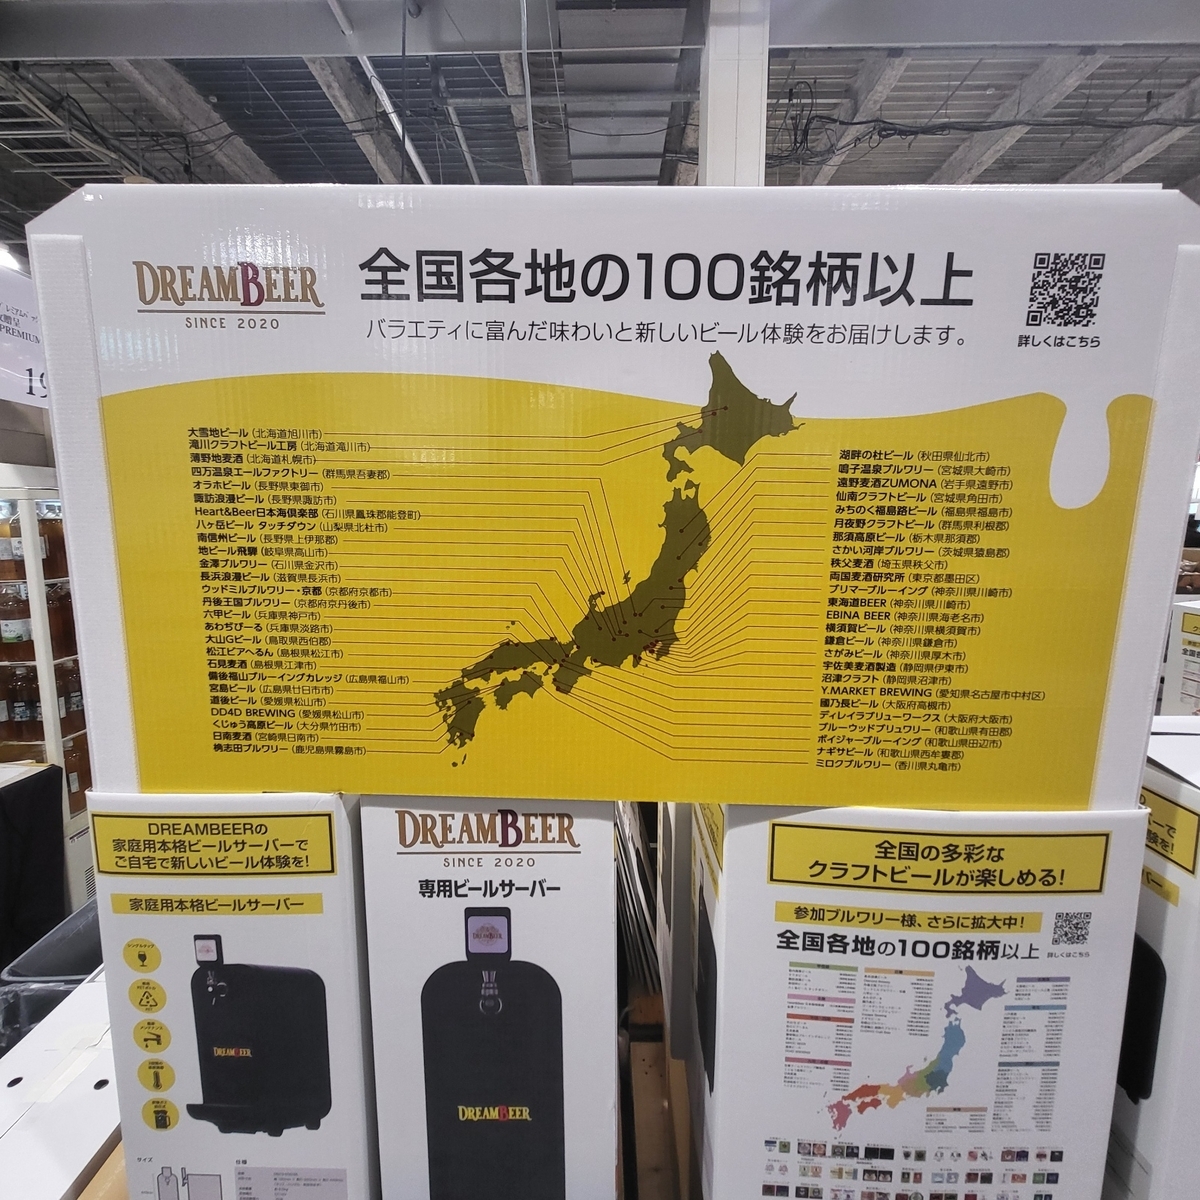 DREAMBEER
SINCE 2020
全国各地の100銘柄以上
バラエティに富んだ味わいと新しいビール体験をお届けします。
詳しくはこちら
大雪地ビール (北海道旭川市)
滝川クラフトビール工房 (北海道滝川市)
薄野地麦酒 (北海道札幌市)
四万温泉エールファクトリー (群馬県吾妻郡)
オラホビール (長野県東御市)
諏訪浪漫ビール (長野県諏訪市)
Heart&Beer日本海倶楽部 (石川県鳳珠郡能登町)
八ヶ岳ビール タッチダウン (山梨県北杜市)
南信州ビール (長野県上伊那郡)
地ビール飛騨 (岐阜県高山市)
金澤ブルワリー (石川県金沢市)
長浜浪漫ビール (滋賀県長浜市)
ウッドミルブルワリー・京都 (京都府京都市)
丹後王国ブルワリー (京都府京丹後市)
六甲ビール (兵庫県神戸市)
あわぢびーる (兵庫県淡路市)
大山Gビール (鳥取県西伯郡)
松江ビアへるん (島根県松江市)
石見麦酒 (島根県江津市)
備後福山ブルーイングカレッジ (広島県福山市)
宮島ビール (広島県廿日市市)
道後ビール (愛媛県松山市)
DD4D BREWING (愛媛県松山市)
くじゅう高原ビール (大分県竹田市)
日南麦酒 (宮崎県日南市)
桷志田ブルワリー (鹿児島県霧島市)
湖畔の杜ビール (秋田県仙北市)
鳴子温泉ブルワリー (宮城県大崎市)
遠野麦酒ZUMONA (岩手県遠野市)
仙南クラフトビール (宮城県角田市)
みちのく福島路ビール (福島県福島市)
月夜野クラフトビール (群馬県利根郡)
那須高原ビール (栃木県那須郡)
さかい河岸ブルワリー (茨城県猿島郡)
秩父麦酒 (埼玉県秩父市)
両国麦酒研究所 (東京都墨田区)
ブリマーブルーイング (神奈川県川崎市)
東海道BEER (神奈川県川崎市)
EBINA BEER (神奈川県海老名市)
横須賀ビール (神奈川県横須賀市)
鎌倉ビール (神奈川県鎌倉市)
さがみビール (神奈川県厚木市)
宇佐美麦酒製造 (静岡県伊東市)
沼津クラフト (静岡県沼津市)
Y.MARKET BREWING (愛知県名古屋市中村区)
國乃長ビール (大阪府高槻市)
ディレイラブリューワークス (大阪府大阪市)
ブルーウッドブリュワリー (和歌山県有田郡)
ボイジャーブルーイング (和歌山県田辺市)
ナギサビール (和歌山県西牟婁郡)
ミロクブルワリー (香川県丸亀市)
DREAMBEERの
家庭用本格ビールサーバーで
ご自宅で新しいビール体験を!
家庭用本格ビールサーバー
DREAMBEER
サイズ
仕様
DREAMBEER
SINCE 2020
専用ビールサーバー
DREAMBEER
DREAMBEER
全国の多彩な
クラフトビールが楽しめる!
参加ブルワリー様、さらに拡大中!
全国各地の100銘柄以上
詳しくはこちら